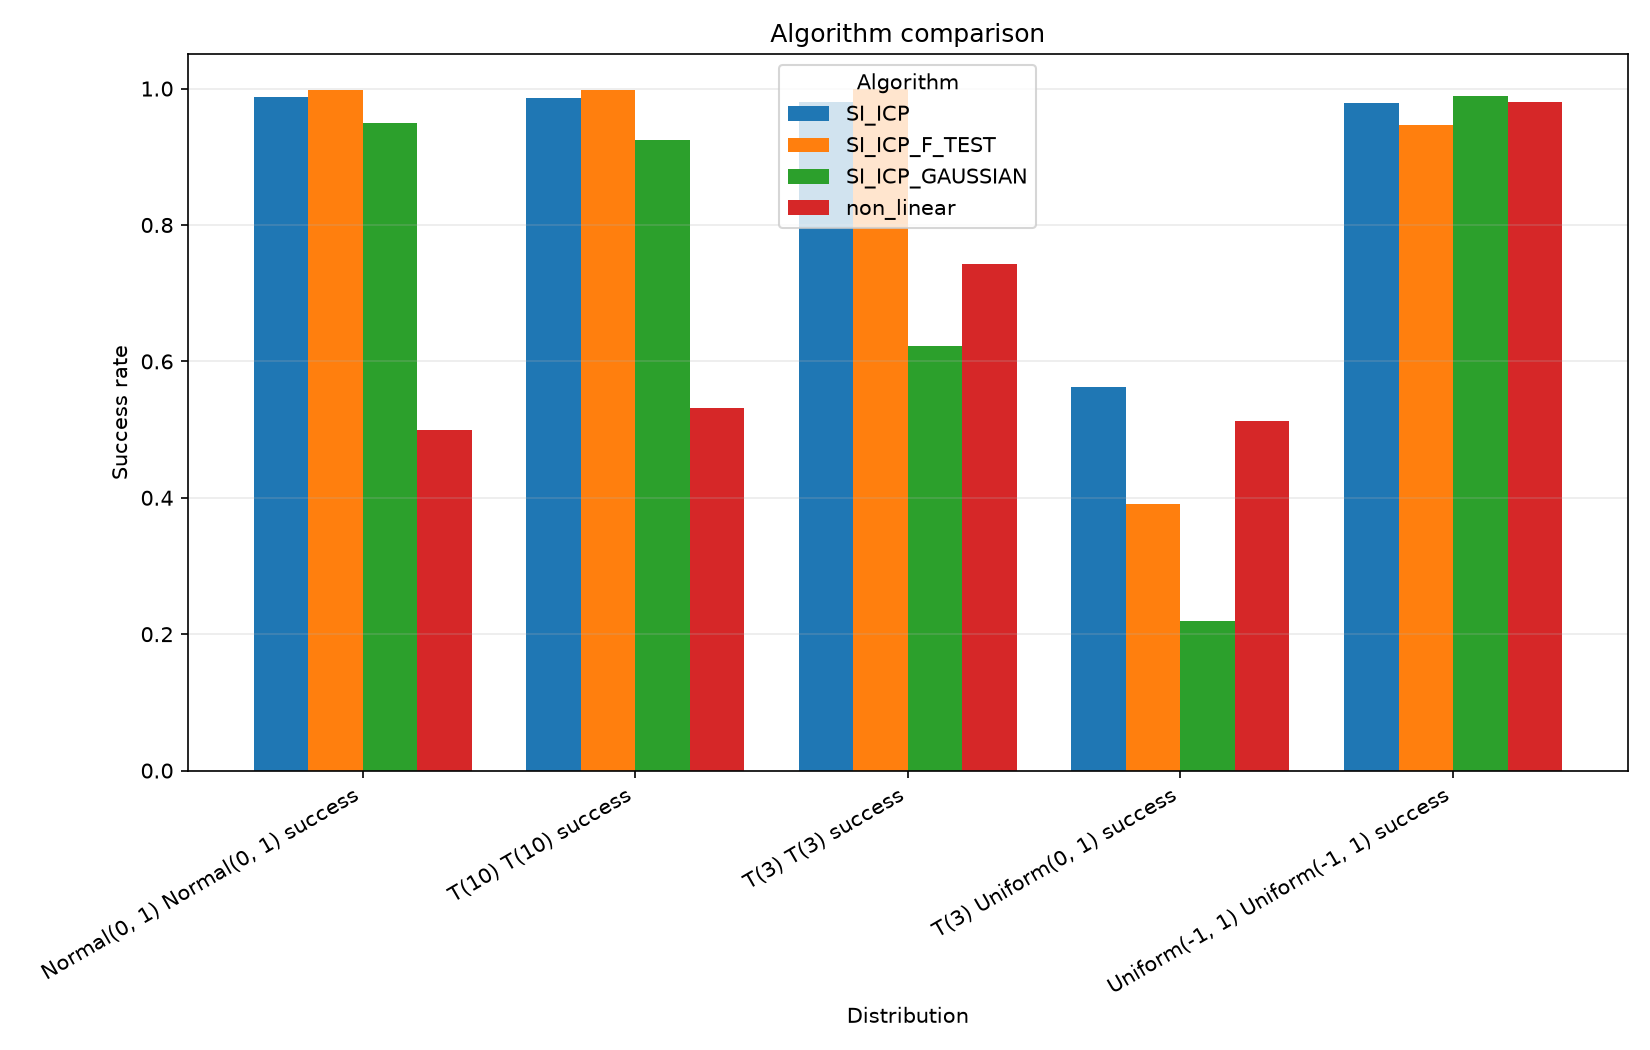 Algorithm comparison
Algorithm
SI_ICP
SI_ICP_F_TEST
SI_ICP_GAUSSIAN
non_linear
Success rate
1.0
0.8
0.6
0.4
0.2
0.0
Normal(0, 1) Normal(0, 1) success
T(10) T(10) success
T(3) T(3) success
T(3) Uniform(0, 1) success
Uniform(-1, 1) Uniform(-1, 1) success
Distribution